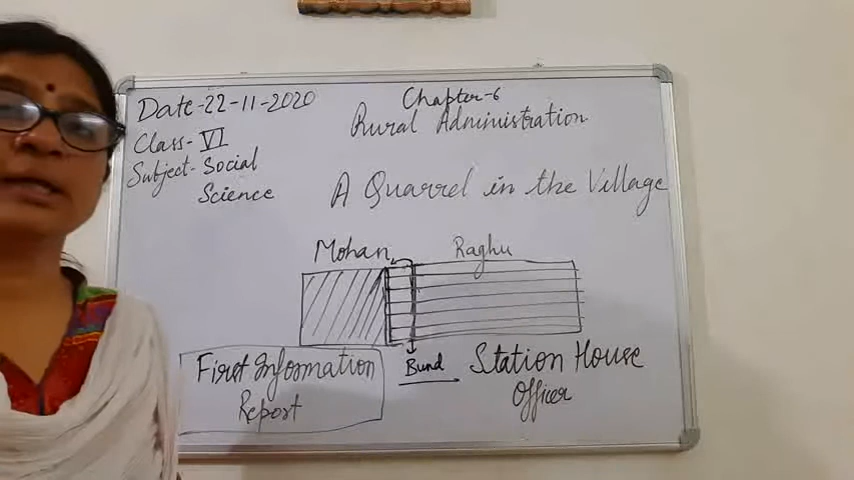 Date-22-11-2020
Class-VI
Subject-Social
Science
Chapter-6
Rural Administration
A Quarrel in the Village
Mohan
Raghu
Bund
First Information
Report
Station House
Officer